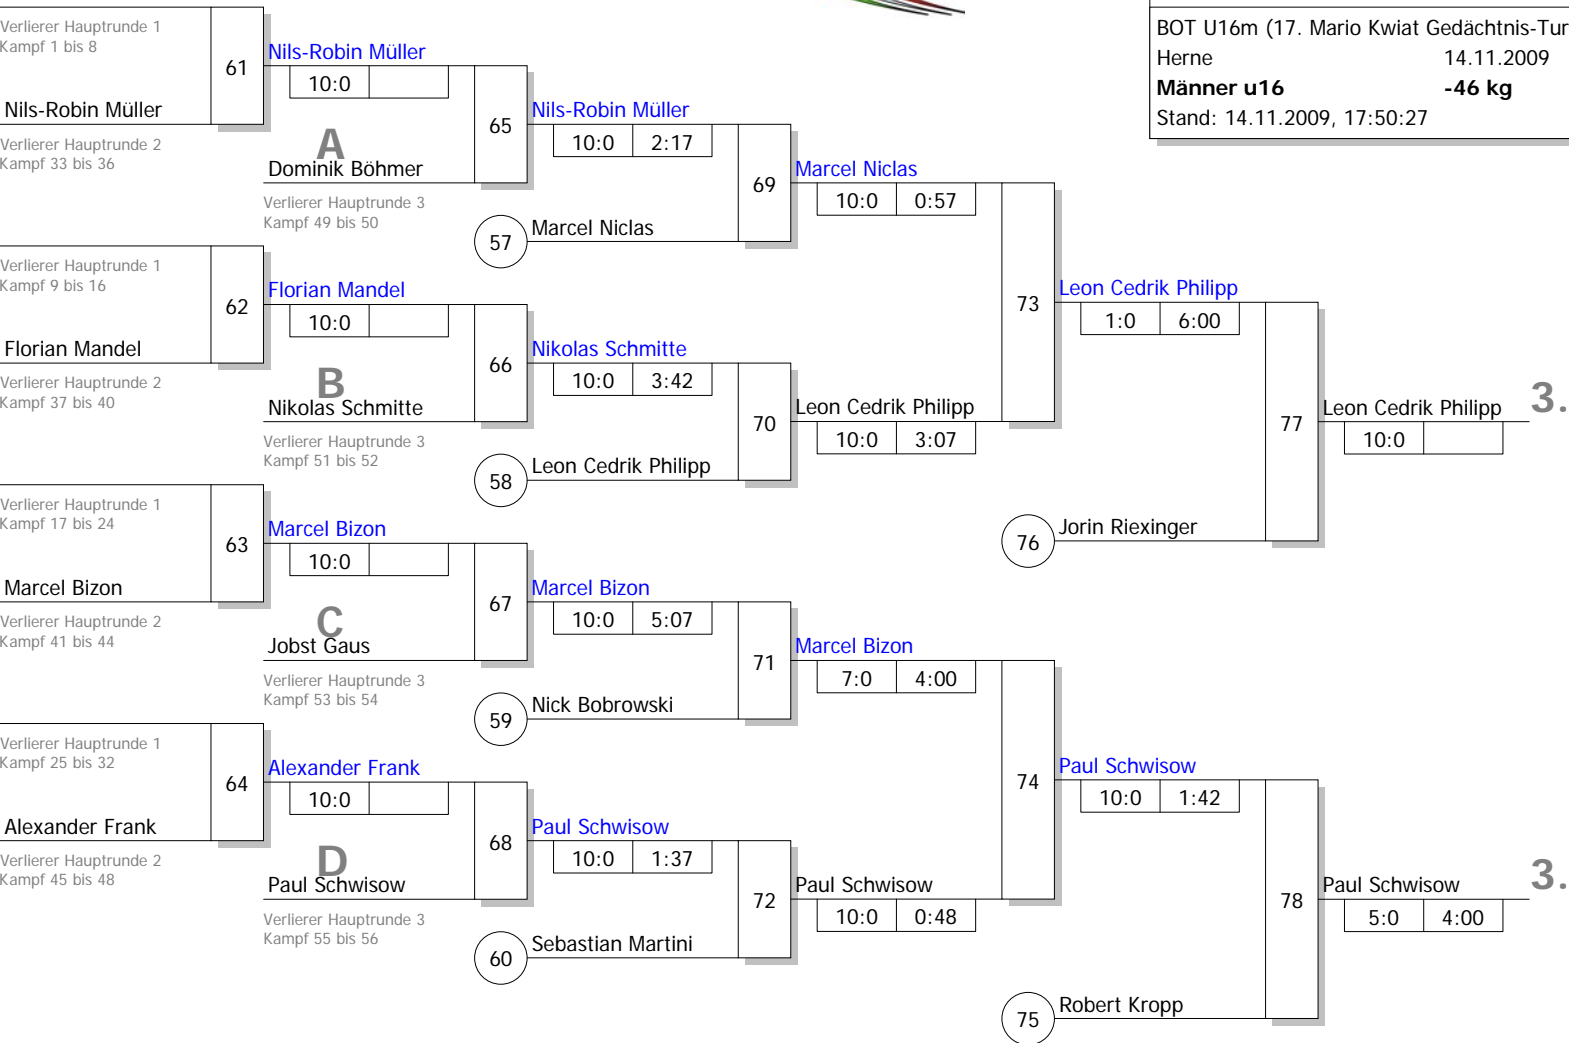 BOT U16m (17. Mario Kwiat Gedächtnis-Tur
Herne 14.11.2009
Männer u16 -46 kg
Stand: 14.11.2009, 17:50:27
Verlierer Hauptrunde 1
Kampf 1 bis 8
61
Nils-Robin Müller
10:0
Nils-Robin Müller
Verlierer Hauptrunde 2
Kampf 33 bis 36
A
Dominik Böhmer
Verlierer Hauptrunde 3
Kampf 49 bis 50
65
Nils-Robin Müller
10:0 2:17
57
Marcel Niclas
69
Marcel Niclas
10:0 0:57
Verlierer Hauptrunde 1
Kampf 9 bis 16
62
Florian Mandel
10:0
Florian Mandel
Verlierer Hauptrunde 2
Kampf 37 bis 40
B
Nikolas Schmitte
Verlierer Hauptrunde 3
Kampf 51 bis 52
66
Nikolas Schmitte
10:0 3:42
58
Leon Cedrik Philipp
70
Leon Cedrik Philipp
10:0 3:07
73
Leon Cedrik Philipp
1:0 6:00
76
Jorin Riexinger
77
Leon Cedrik Philipp
10:0
3.
Verlierer Hauptrunde 1
Kampf 17 bis 24
63
Marcel Bizon
10:0
Marcel Bizon
Verlierer Hauptrunde 2
Kampf 41 bis 44
C
Jobst Gaus
Verlierer Hauptrunde 3
Kampf 53 bis 54
67
Marcel Bizon
10:0 5:07
59
Nick Bobrowski
71
Marcel Bizon
7:0 4:00
Verlierer Hauptrunde 1
Kampf 25 bis 32
64
Alexander Frank
10:0
Alexander Frank
Verlierer Hauptrunde 2
Kampf 45 bis 48
D
Paul Schwisow
Verlierer Hauptrunde 3
Kampf 55 bis 56
68
Paul Schwisow
10:0 1:37
60
Sebastian Martini
72
Paul Schwisow
10:0 0:48
74
Paul Schwisow
10:0 1:42
75
Robert Kropp
78
Paul Schwisow
5:0 4:00
3.